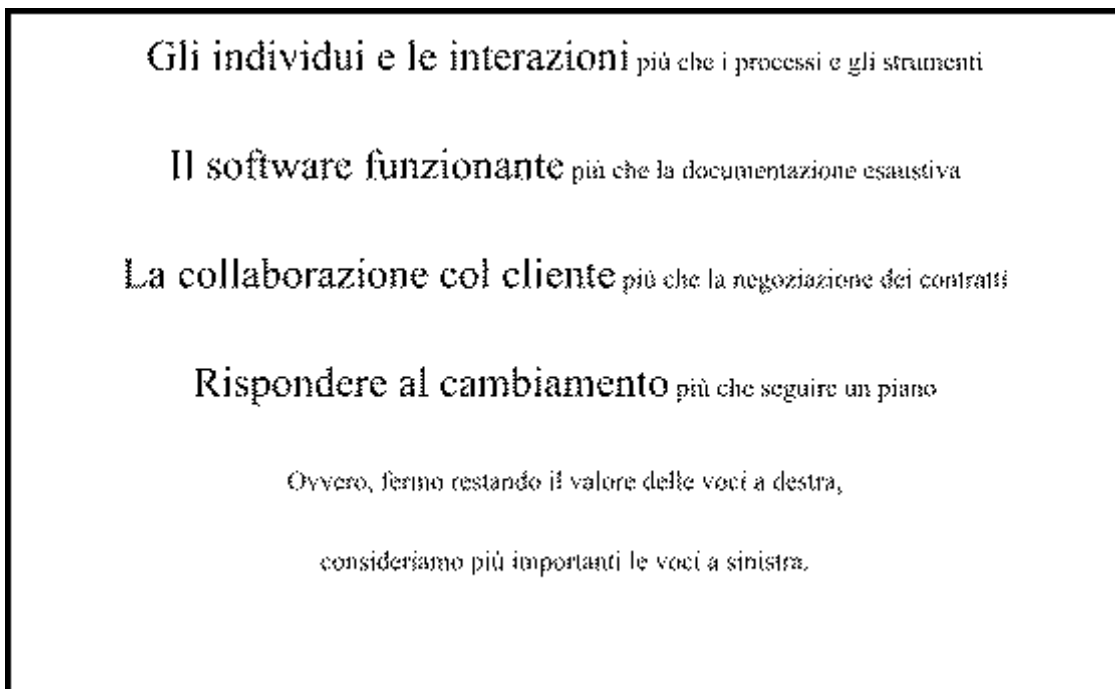 Gli individui e le interazioni più che i processi e gli strumenti
Il software funzionante più che la documentazione esaustiva
La collaborazione col cliente più che la negoziazione dei contratti
Rispondere al cambiamento più che seguire un piano
Ovvero, fermo restando il valore delle voci a destra,
consideriamo più importanti le voci a sinistra.